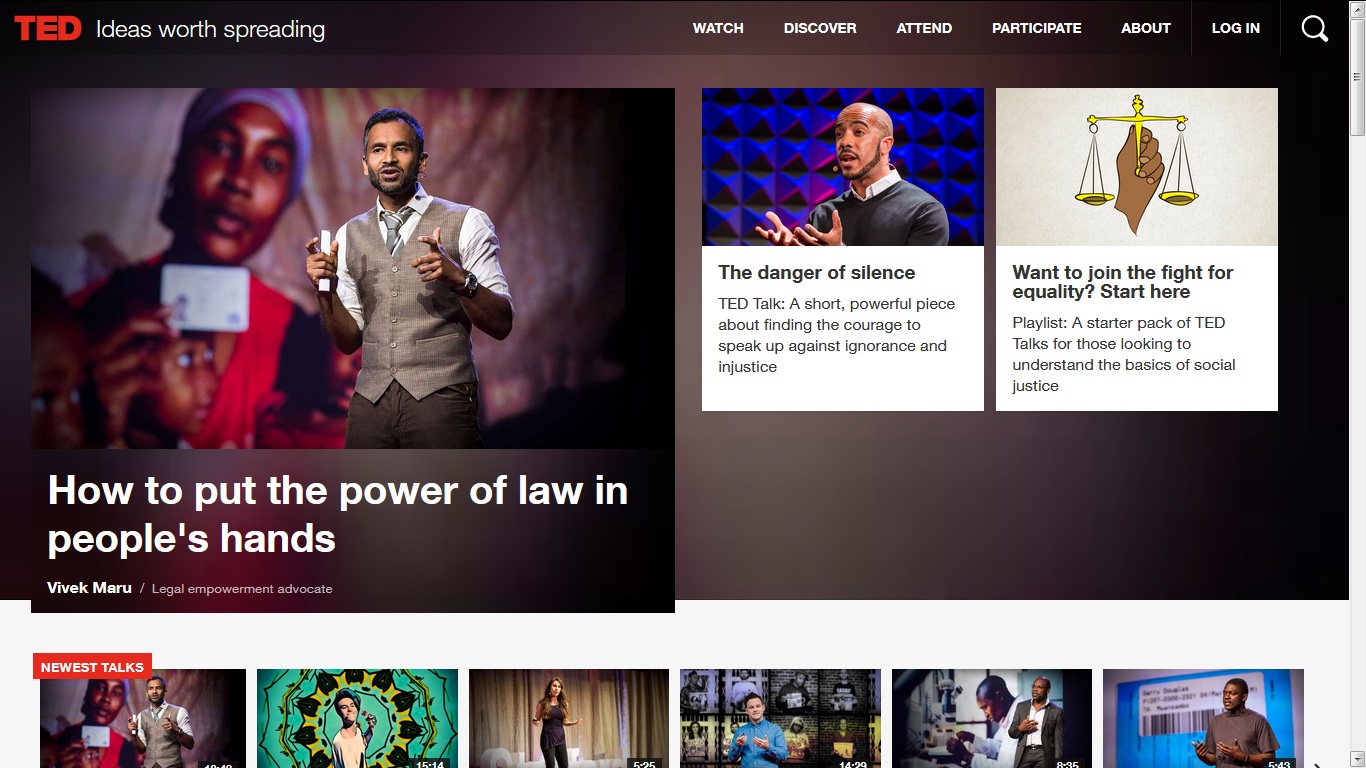 TED Ideas worth spreading
WATCH DISCOVER ATTEND PARTICIPATE ABOUT LOG IN
How to put the power of law in
people's hands
Vivek Maru / Legal empowerment advocate
The danger of silence
TED Talk: A short, powerful piece
about finding the courage to
speak up against ignorance and
injustice
Want to join the fight for
equality? Start here
Playlist: A starter pack of TED
Talks for those looking to
understand the basics of social
justice
NEWEST TALKS
15:14
5:25
14:29
8:35
Gerry Douglas
5:43